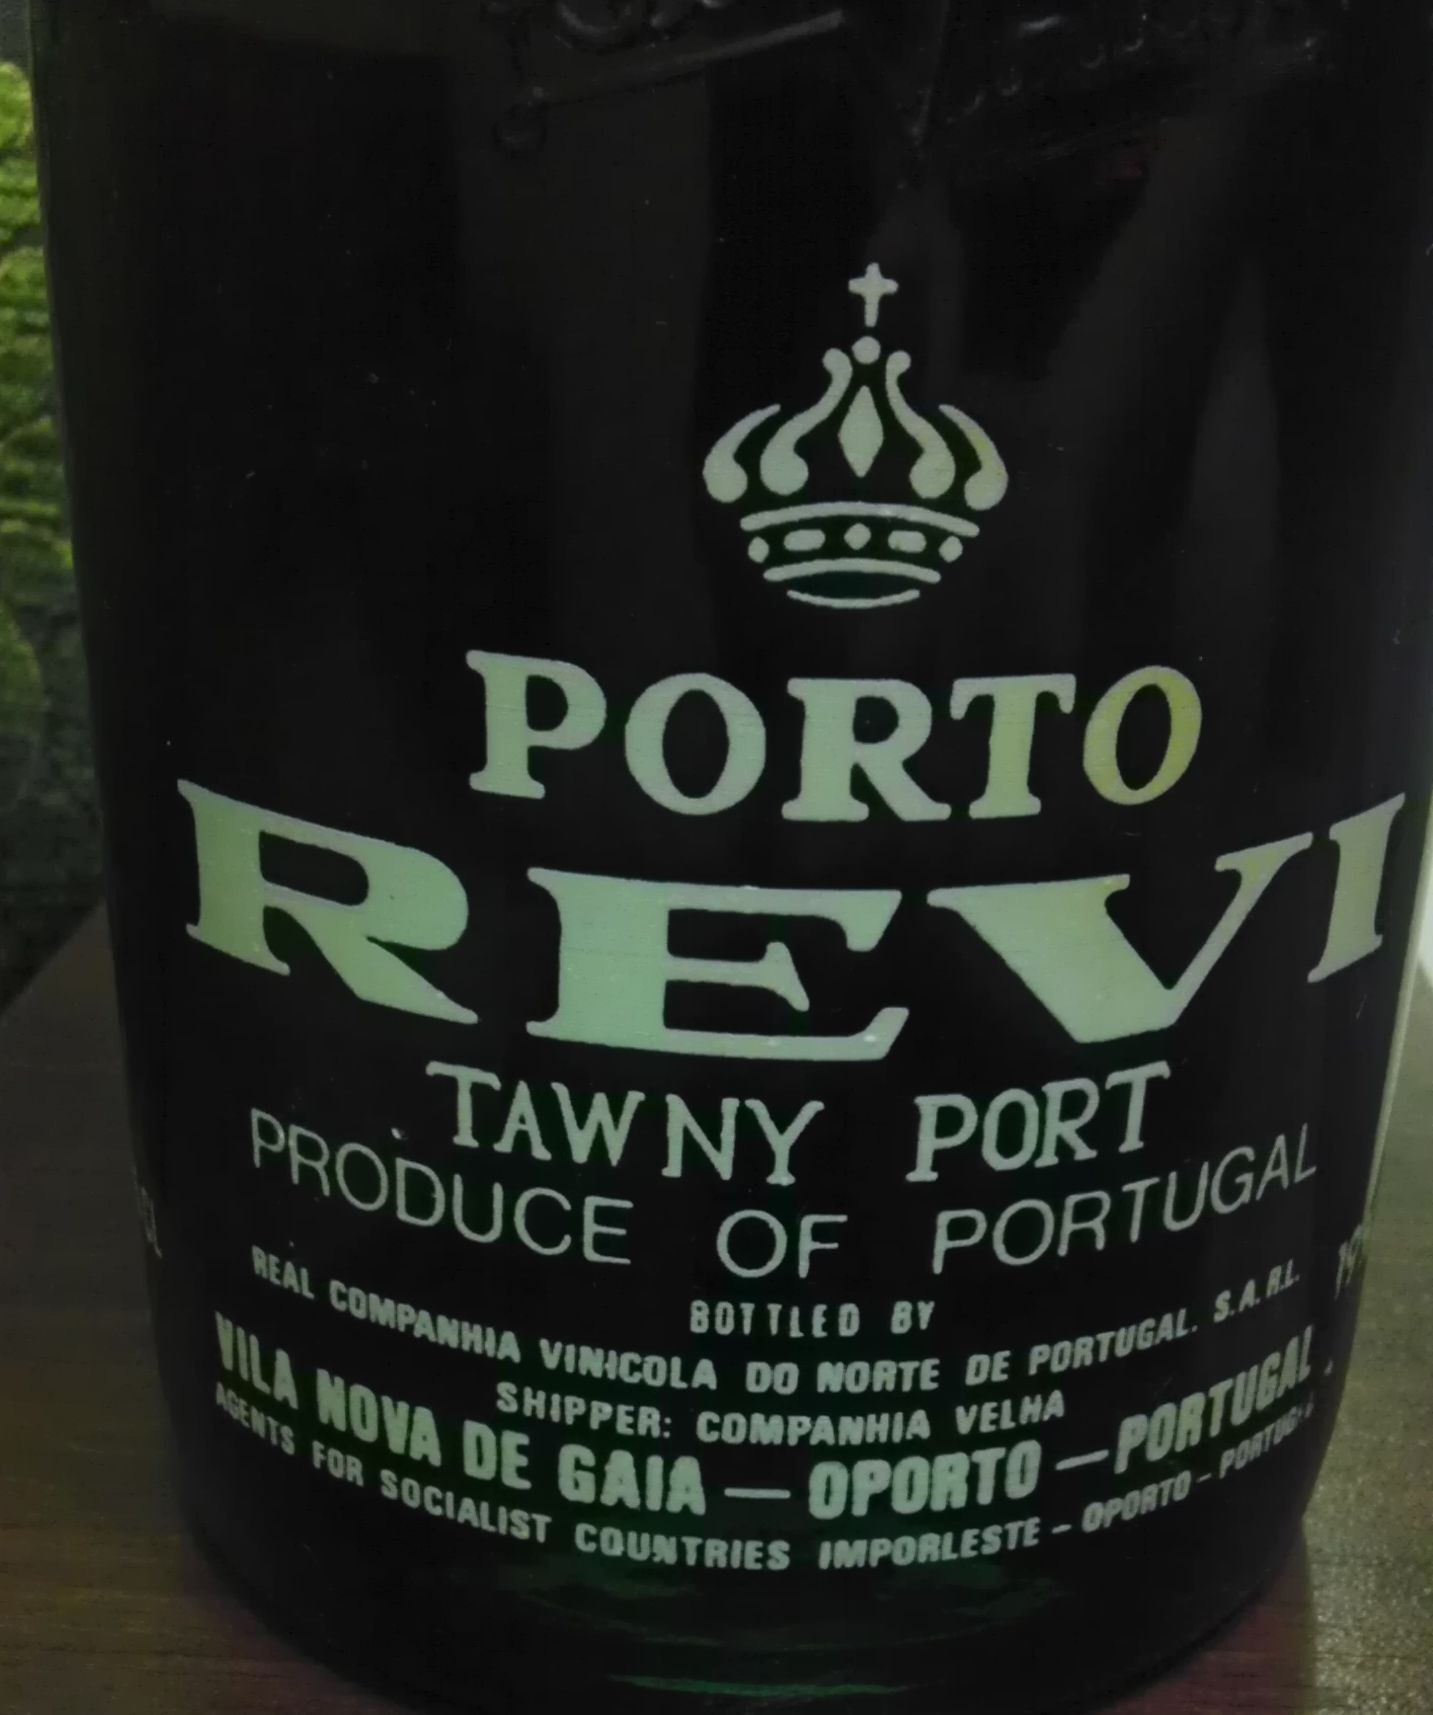 PORTO
REVI
TAWNY PORT
PRODUCE OF PORTUGAL
BOTTLED BY
REAL COMPANHIA VINICOLA DO NORTE DE PORTUGAL. S.A.R.L.
SHIPPER: COMPANHIA VELHA
VILA NOVA DE GAIA — OPORTO — PORTUGAL.
AGENTS FOR SOCIALIST COUNTRIES IMPORLESTE - OPORTO - PORTUGAL